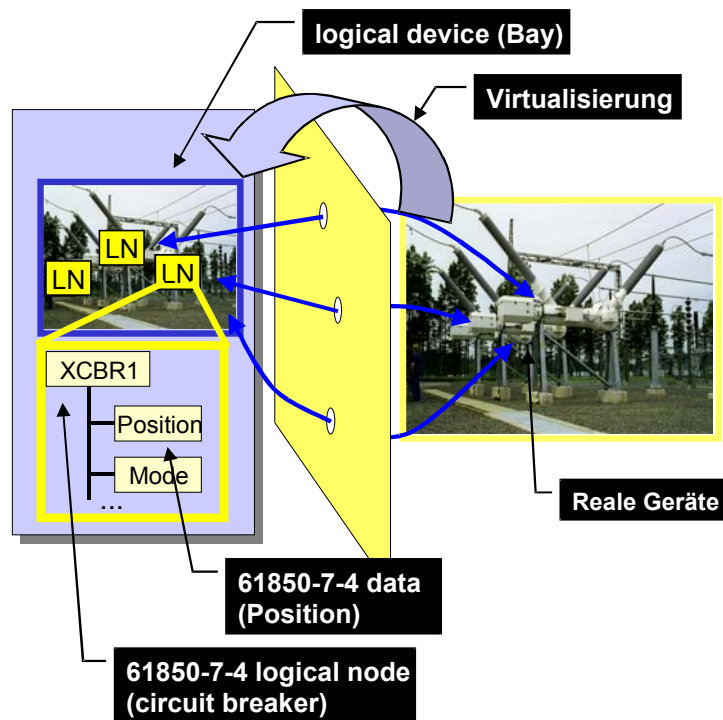 logical device (Bay)
Virtualisierung
LN
LN
LN
XCBR1
Position
Mode
...
Reale Geräte
61850-7-4 data
(Position)
61850-7-4 logical node
(circuit breaker)